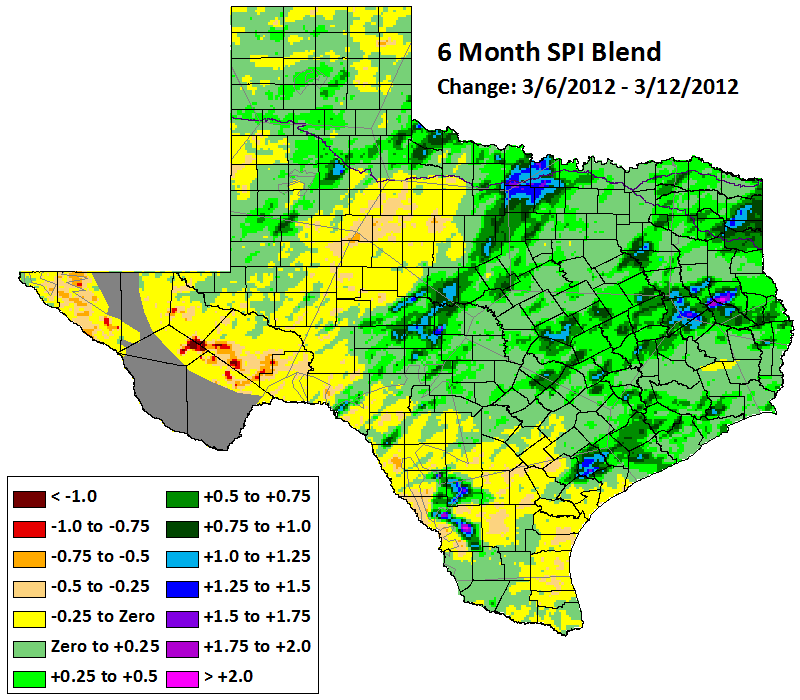 6 Month SPI Blend
Change: 3/6/2012 - 3/12/2012
< -1.0
-1.0 to -0.75
-0.75 to -0.5
-0.5 to -0.25
-0.25 to Zero
Zero to +0.25
+0.25 to +0.5
+0.5 to +0.75
+0.75 to +1.0
+1.0 to +1.25
+1.25 to +1.5
+1.5 to +1.75
+1.75 to +2.0
> +2.0